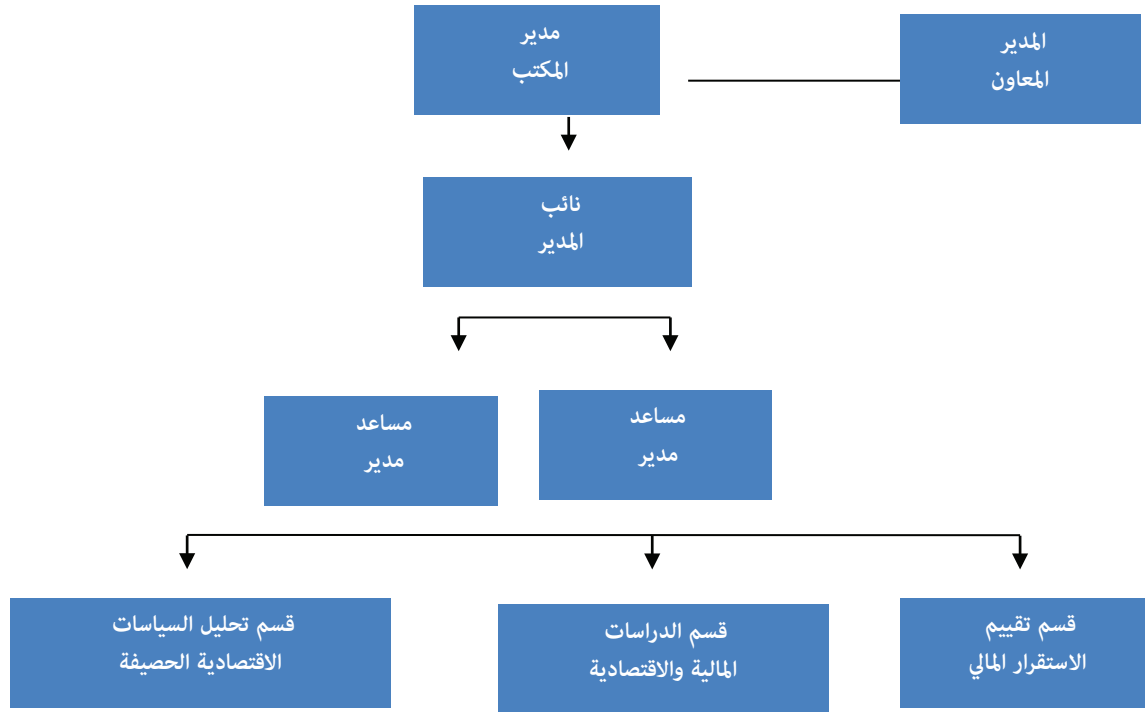 مدير
المكتب
المدير
المعاون
نائب
المدير
مساعد
مدير
مساعد
مدير
قسم تقييم
الاستقرار المالي
قسم الدراسات
المالية والاقتصادية
قسم تحليل السياسات
الاقتصادية الحصيفة